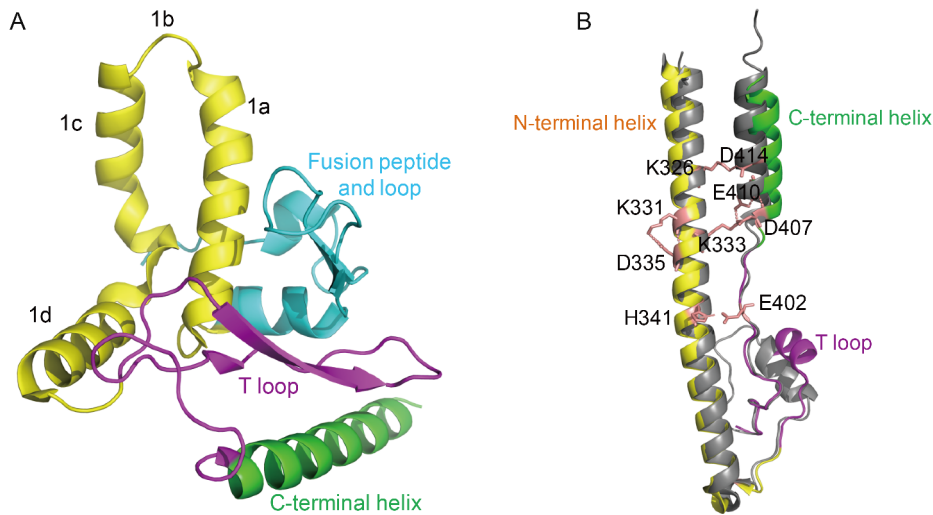 A
1b
1c
1a
Fusion peptide
and loop
1d
T loop
C-terminal helix
B
N-terminal helix
C-terminal helix
K326
D414
E410
K331
K333
D407
D335
H341
E402
T loop